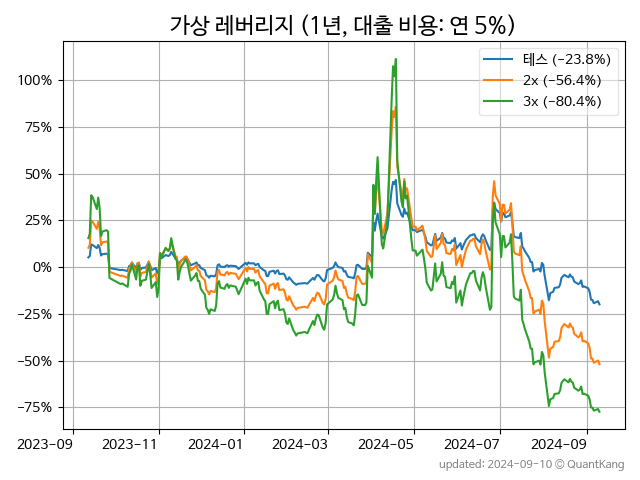 가상 레버리지 (1년, 대출 비용: 연 5%)
테스 (−23.8%)
2x (−56.4%)
3x (−80.4%)
100%
75%
50%
25%
0%
−25%
−50%
−75%
2023-09 2023-11 2024-01 2024-03 2024-05 2024-07 2024-09
updated: 2024-09-10 @ QuantKang